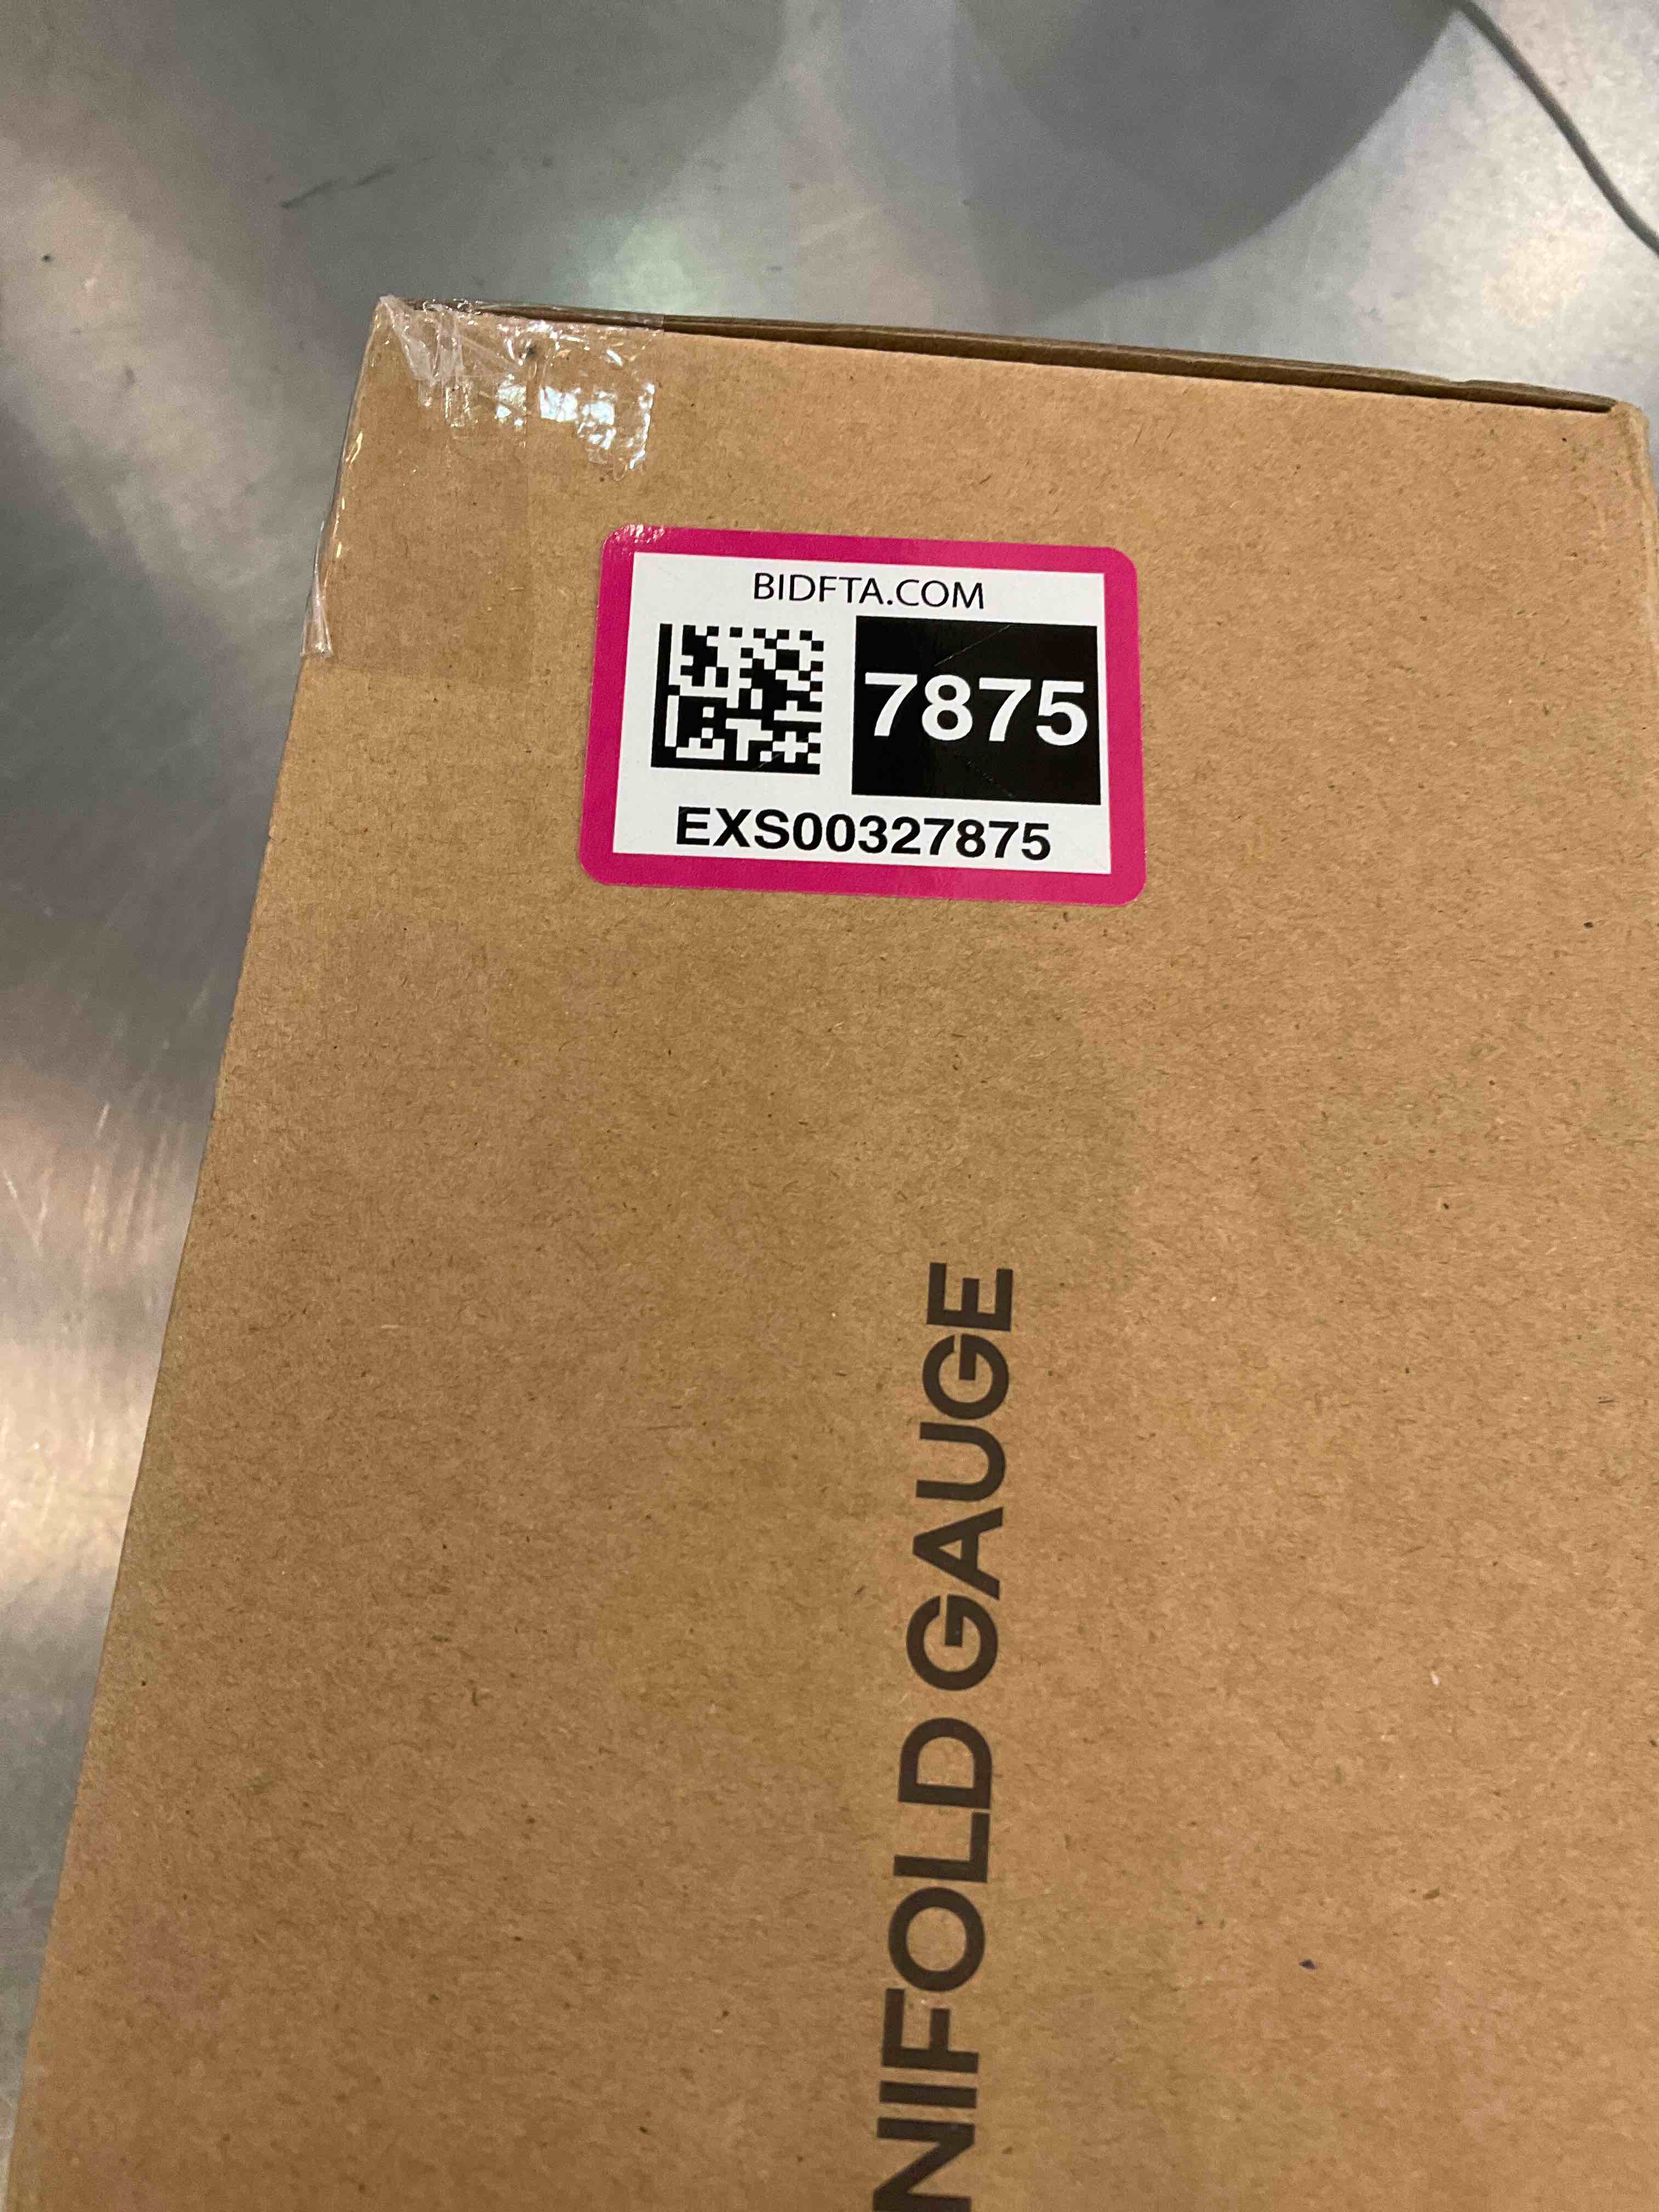 BIDFTA.COM
7875
EXS00327875
NIFOLD GAUGE